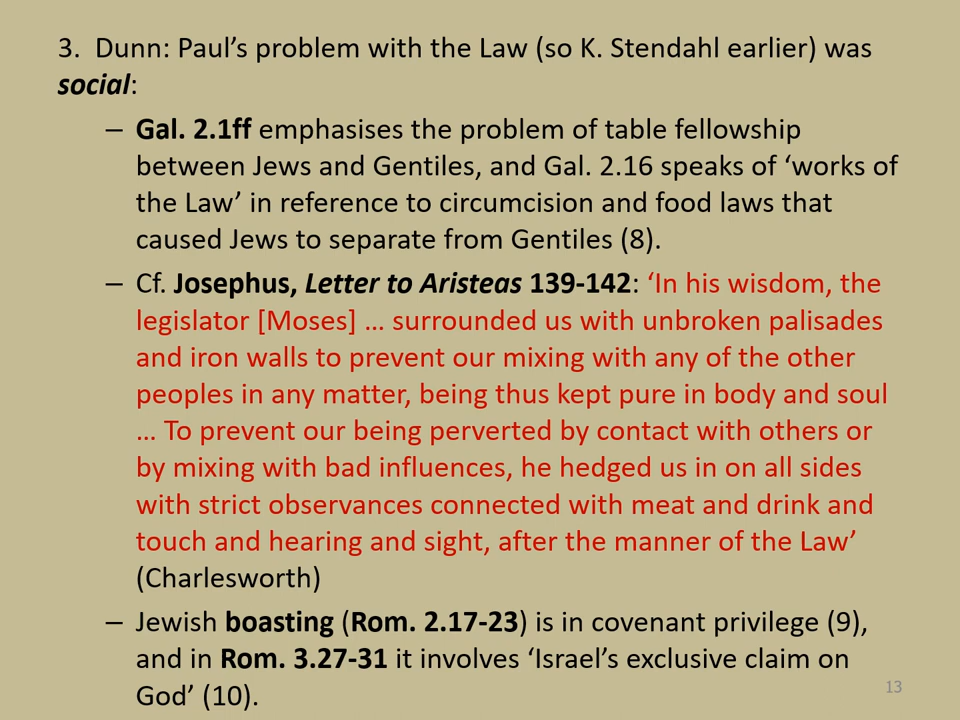 3. Dunn: Paul’s problem with the Law (so K. Stendahl earlier) was
social:
– Gal. 2.1ff emphasises the problem of table fellowship
between Jews and Gentiles, and Gal. 2.16 speaks of ‘works of
the Law’ in reference to circumcision and food laws that
caused Jews to separate from Gentiles (8).
– Cf. Josephus, Letter to Aristeas 139-142: ‘In his wisdom, the
legislator [Moses] … surrounded us with unbroken palisades
and iron walls to prevent our mixing with any of the other
peoples in any matter, being thus kept pure in body and soul
… To prevent our being perverted by contact with others or
by mixing with bad influences, he hedged us in on all sides
with strict observances connected with meat and drink and
touch and hearing and sight, after the manner of the Law’
(Charlesworth)
– Jewish boasting (Rom. 2.17-23) is in covenant privilege (9),
and in Rom. 3.27-31 it involves ‘Israel’s exclusive claim on
God’ (10).
13